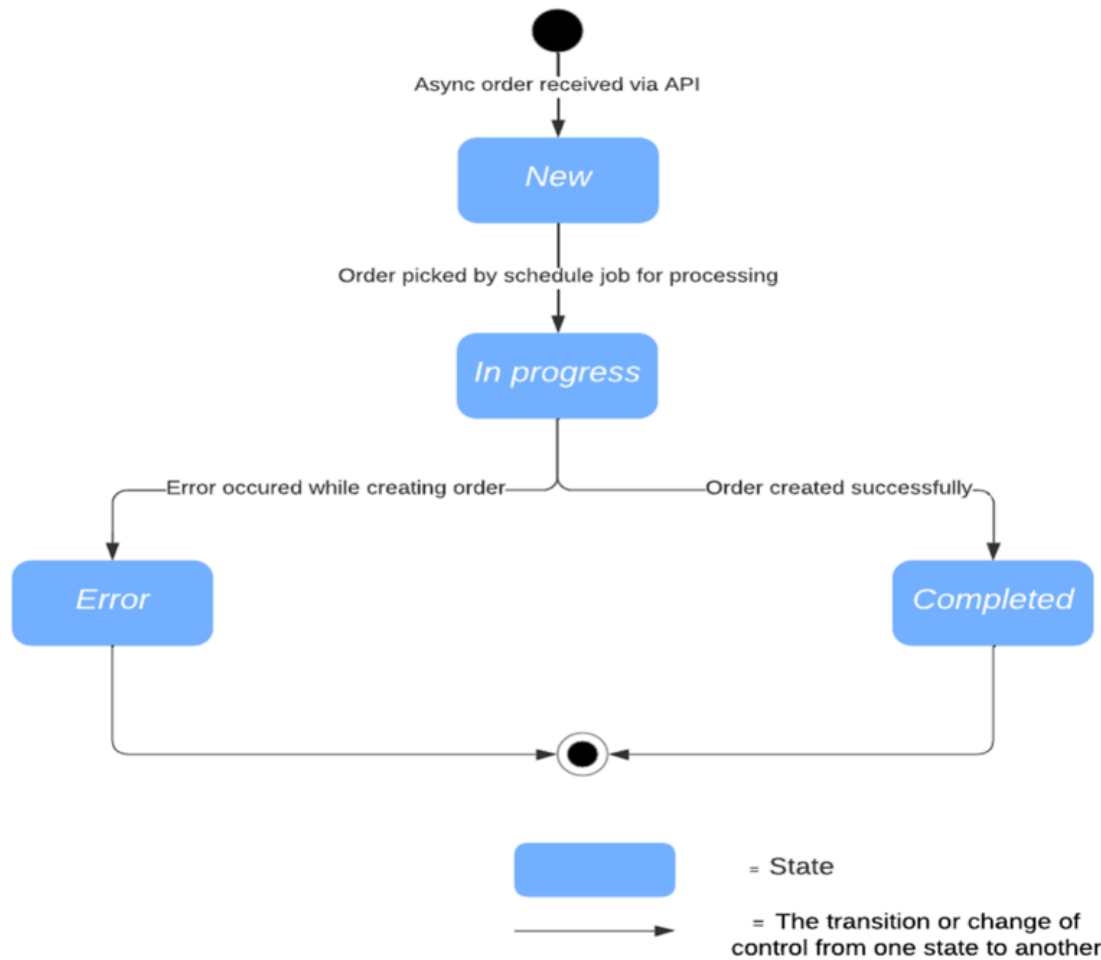 Async order received via API
New
Order picked by schedule job for processing
In progress
Error occured while creating order
Order created successfully
Error
Completed
= State
= The transition or change of
control from one state to another